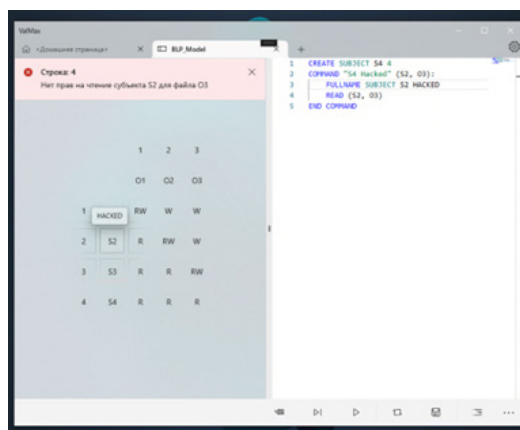 ValMax
<Домашняя страница>
BLP_Model
Строка: 4
Нет прав на чтение субъекта S2 для файла O3
1 2 3
O1 O2 O3
1 RW W W
HACKED
2 S2 R RW W
3 S3 R R RW
4 S4 R R R
1 CREATE SUBJECT S4 4
2 COMMAND "S4 Hacked" (S2, O3):
3 FULLNAME SUBJECT S2 HACKED
4 READ (S2, O3)
5 END COMMAND